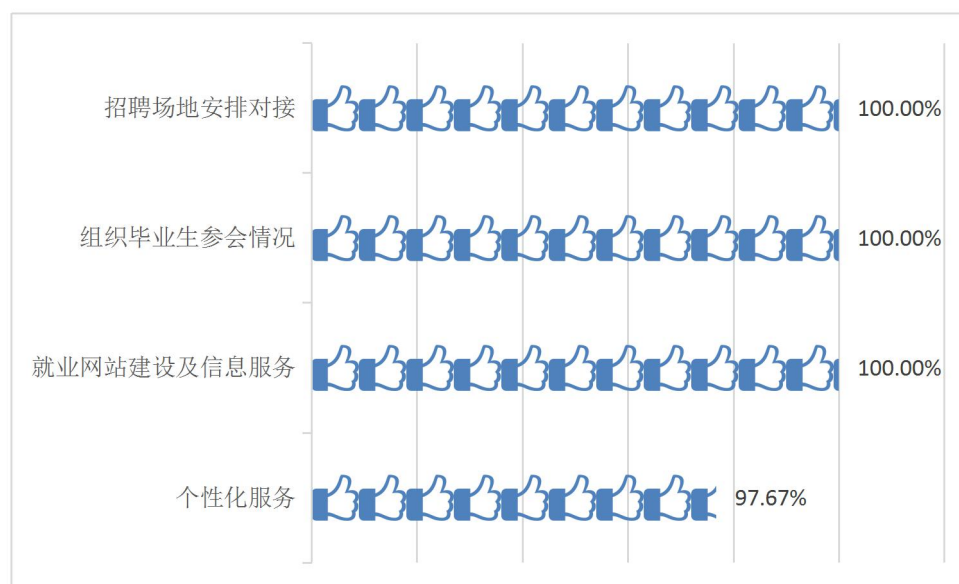 招聘场地安排对接 100.00%
组织毕业生参会情况 100.00%
就业网站建设及信息服务 100.00%
个性化服务 97.67%